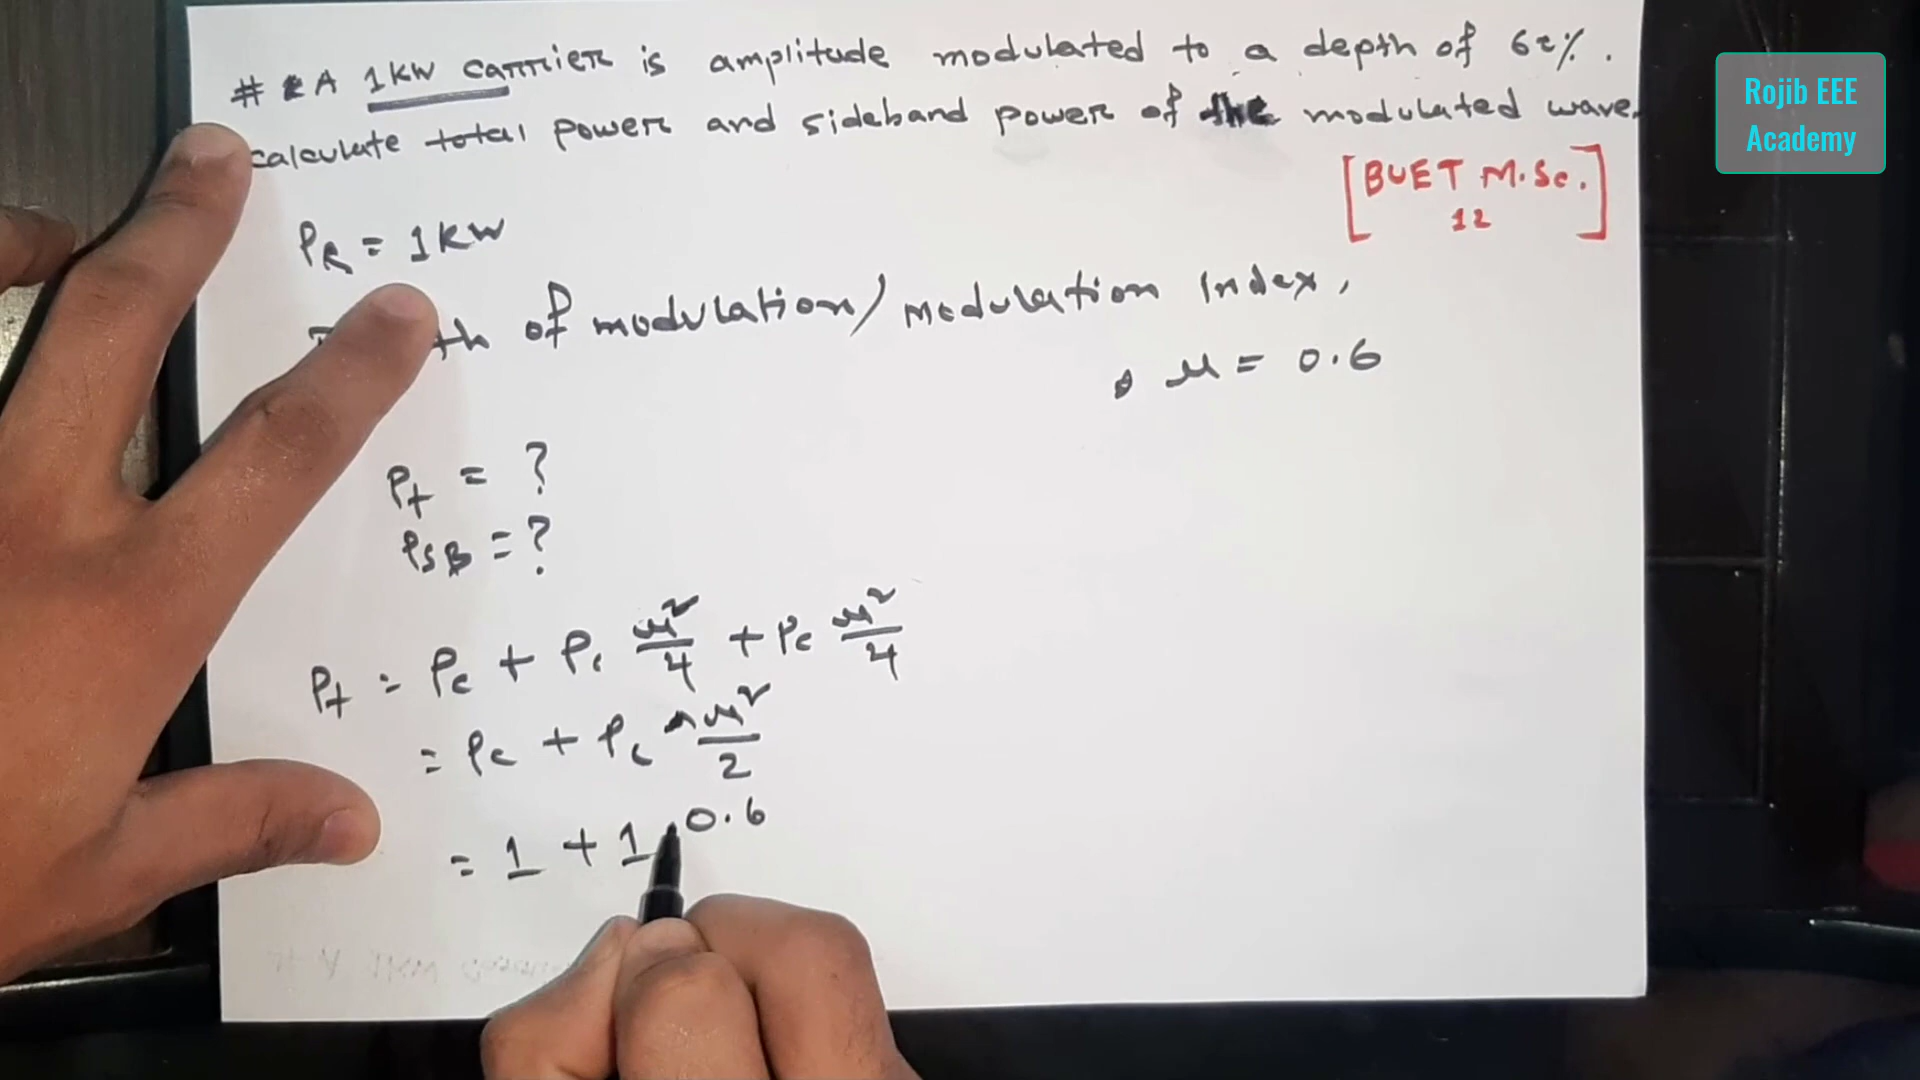 # A 1KW carrier is amplitude modulated to a depth of 60%.
calculate total power and sideband power of the modulated wave.
[BUET M.Sc. 12]
PR = 1KW
th of modulation/modulation Index,
μ = 0.6
Pt = ?
PSB = ?
Pt = Pc + Pc μ²/4 + Pc μ²/4
= Pc + Pc μ²/2
= 1 + 1 0.6
Rojib EEE
Academy